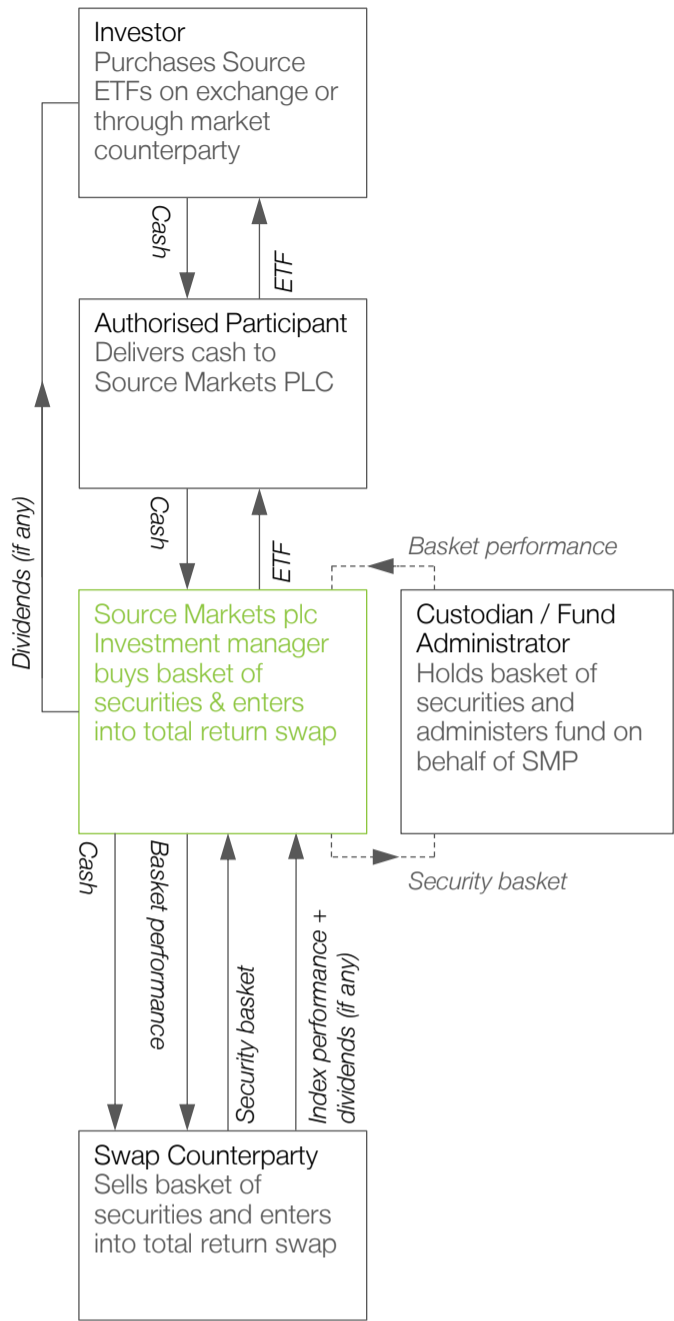 Investor
Purchases Source
ETFs on exchange or
through market
counterparty
Cash
ETF
Authorised Participant
Delivers cash to
Source Markets PLC
Dividends (if any)
Cash
ETF
Basket performance
Source Markets plc
Investment manager
buys basket of
securities & enters
into total return swap
Custodian / Fund
Administrator
Holds basket of
securities and
administers fund on
behalf of SMP
Security basket
Cash
Basket performance
Security basket
Index performance +
dividends (if any)
Swap Counterparty
Sells basket of
securities and enters
into total return swap